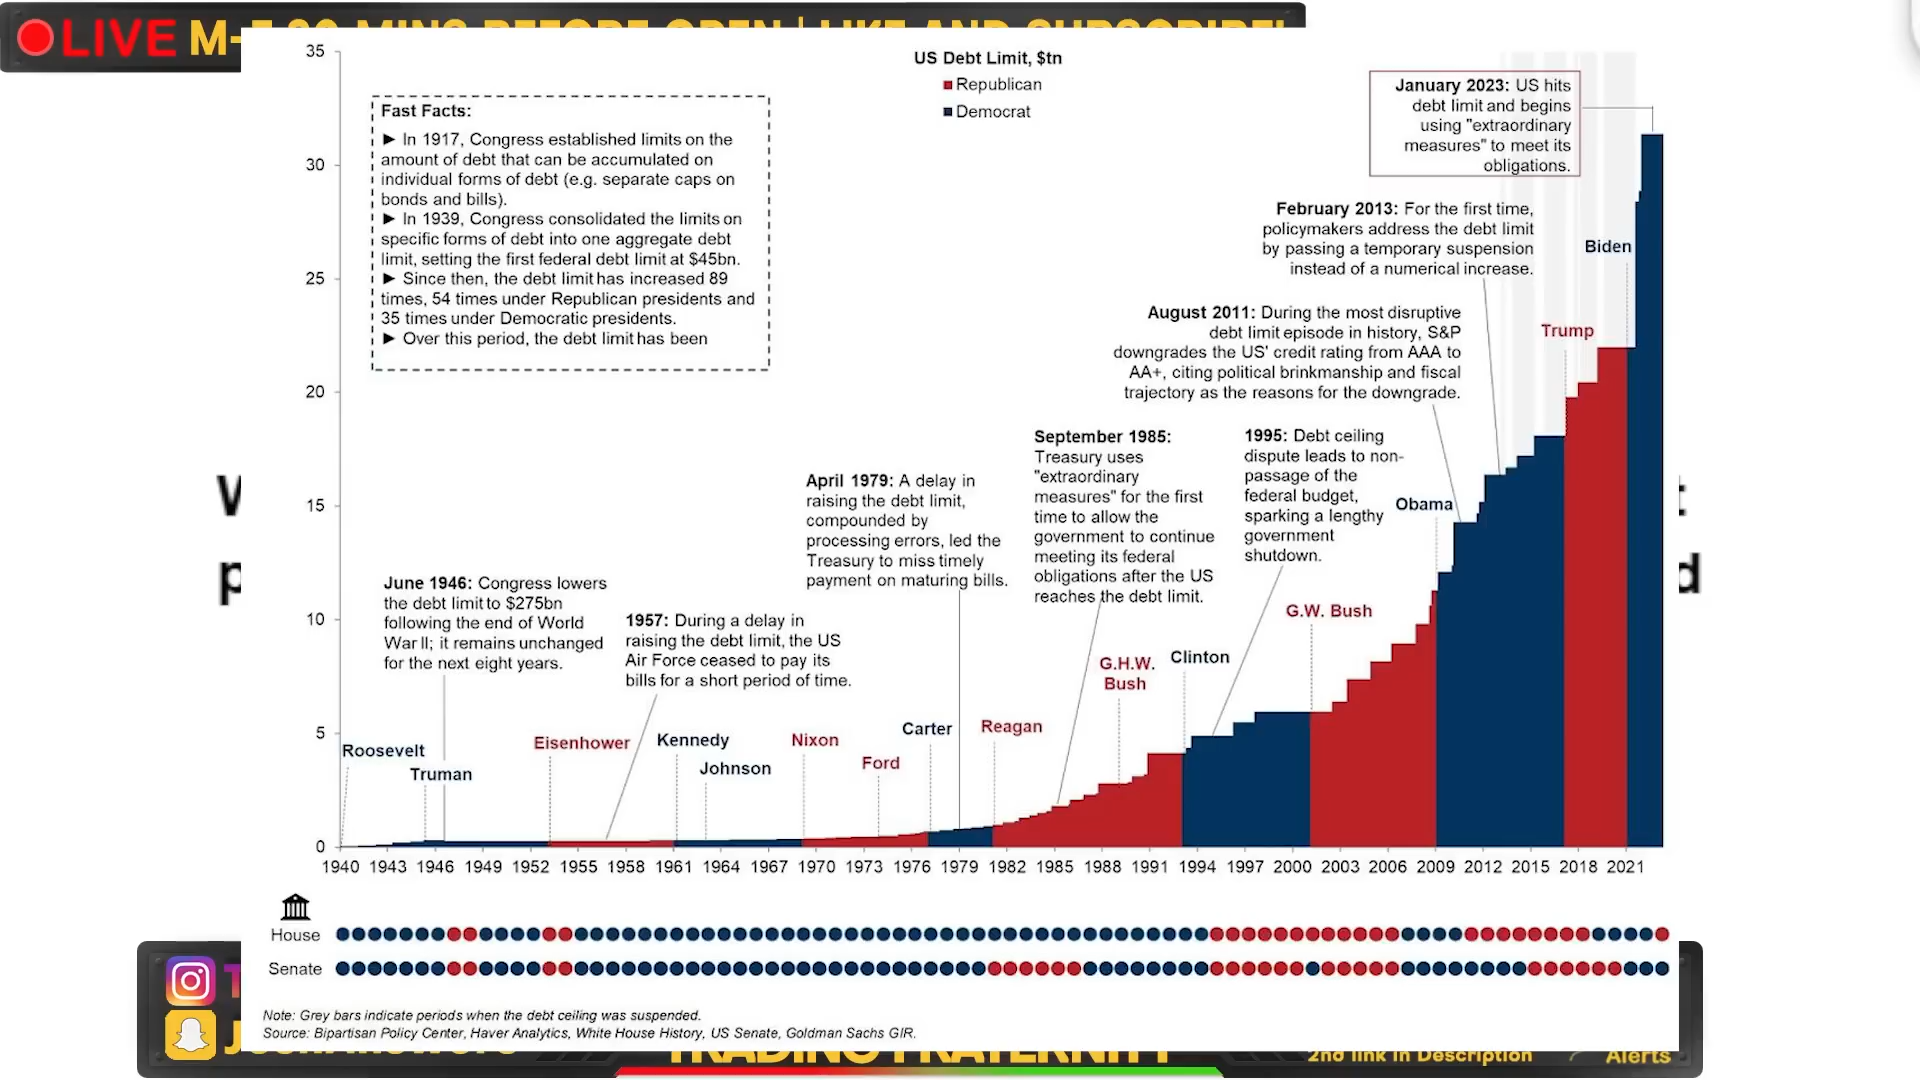 LIVE
US Debt Limit, $tn
Republican
Democrat
35
30
25
20
15
10
5
0
Fast Facts:
► In 1917, Congress established limits on the
amount of debt that can be accumulated on
individual forms of debt (e.g. separate caps on
bonds and bills).
► In 1939, Congress consolidated the limits on
specific forms of debt into one aggregate debt
limit, setting the first federal debt limit at $45bn.
► Since then, the debt limit has increased 89
times, 54 times under Republican presidents and
35 times under Democratic presidents.
► Over this period, the debt limit has been
January 2023: US hits
debt limit and begins
using "extraordinary
measures" to meet its
obligations.
February 2013: For the first time,
policymakers address the debt limit
by passing a temporary suspension
instead of a numerical increase.
Biden
August 2011: During the most disruptive
debt limit episode in history, S&P
downgrades the US' credit rating from AAA to
AA+, citing political brinkmanship and fiscal
trajectory as the reasons for the downgrade.
Trump
September 1985:
Treasury uses
"extraordinary
measures" for the first
time to allow the
government to continue
meeting its federal
obligations after the US
reaches the debt limit.
1995: Debt ceiling
dispute leads to non-
passage of the
federal budget,
sparking a lengthy
government
shutdown.
Obama
April 1979: A delay in
raising the debt limit,
compounded by
processing errors, led the
Treasury to miss timely
payment on maturing bills.
June 1946: Congress lowers
the debt limit to $275bn
following the end of World
War II; it remains unchanged
for the next eight years.
1957: During a delay in
raising the debt limit, the US
Air Force ceased to pay its
bills for a short period of time.
G.W. Bush
G.H.W.
Bush
Clinton
Roosevelt
Truman
Eisenhower
Kennedy
Johnson
Nixon
Ford
Carter
Reagan
1940 1943 1946 1949 1952 1955 1958 1961 1964 1967 1970 1973 1976 1979 1982 1985 1988 1991 1994 1997 2000 2003 2006 2009 2012 2015 2018 2021
House
Senate
Note: Grey bars indicate periods when the debt ceiling was suspended.
Source: Bipartisan Policy Center, Haver Analytics, White House History, US Senate, Goldman Sachs GIR.
TRADING FRATERNITY
2nd link in Description
Alerts